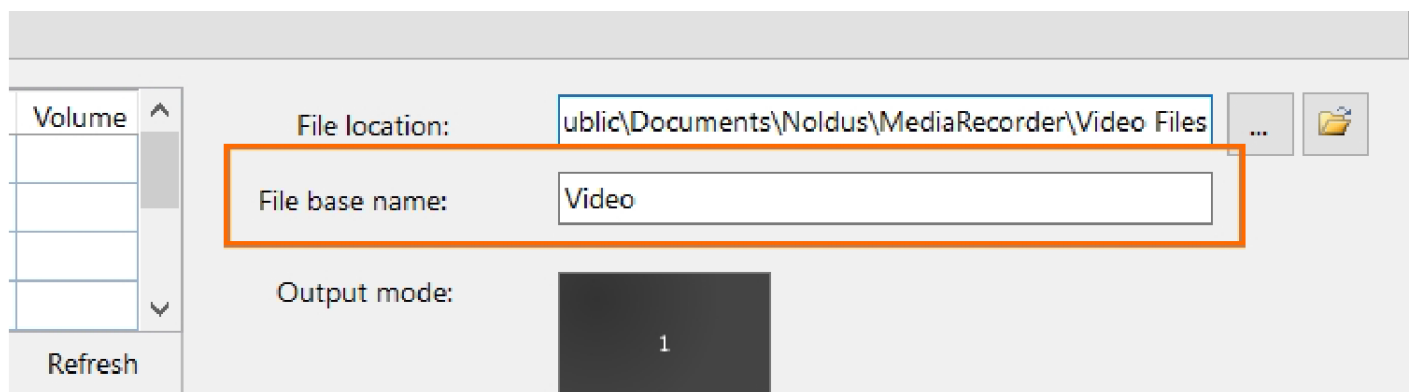 Volume
File location:
ublic\Documents\Noldus\MediaRecorder\Video Files
...
File base name:
Video
Output mode:
1
Refresh